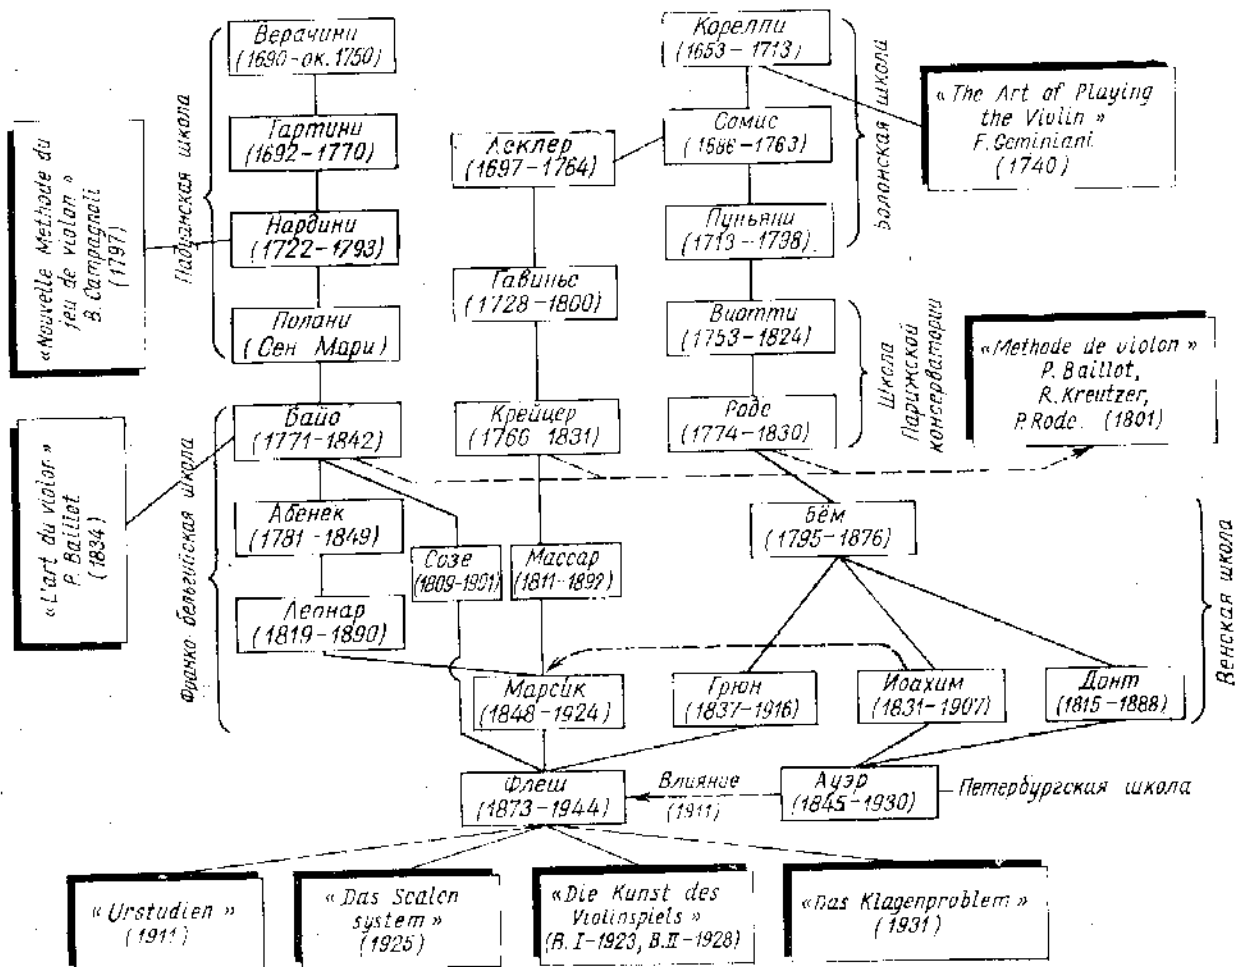 Верачини
(1690-ок.1750)
Корелли
(1653-1713)
Падуанская школа
Болонская школа
«The Art of Playing
the Violin»
F. Geminiani
(1740)
Тартини
(1692-1770)
Леклер
(1697-1764)
Сомис
(1686-1763)
«Nouvelle Methode du
jeu de violon»
B. Campagnoli
(1797)
Нардини
(1722-1793)
Пуньяни
(1713-1798)
Гавинье
(1728-1800)
Полани
(Сен Мари)
Виотти
(1753-1824)
Школа
Парижской
консерватории
«Methode de violon»
P. Baillot,
R. Kreutzer,
P. Rode. (1801)
Байо
(1771-1842)
Крейцер
(1766 1831)
Роде
(1774-1830)
«L'art du violon»
P. Baillot
(1834)
Франко-бельгийская школа
Абенек
(1781-1849)
Созе
(1809-1901)
Массар
(1811-1892)
Бём
(1795-1876)
Венская школа
Леонар
(1819-1890)
Марсик
(1848-1924)
Грюн
(1837-1916)
Иоахим
(1831-1907)
Донт
(1815-1888)
Флеш
(1873-1944)
Влияние
(1911)
Ауэр
(1845-1930)
Петербургская школа
«Urstudien»
(1911)
«Das Scalen
system»
(1925)
«Die Kunst des
Violinspiels»
(B.I-1923, B.II-1928)
«Das Klagenproblem»
(1931)